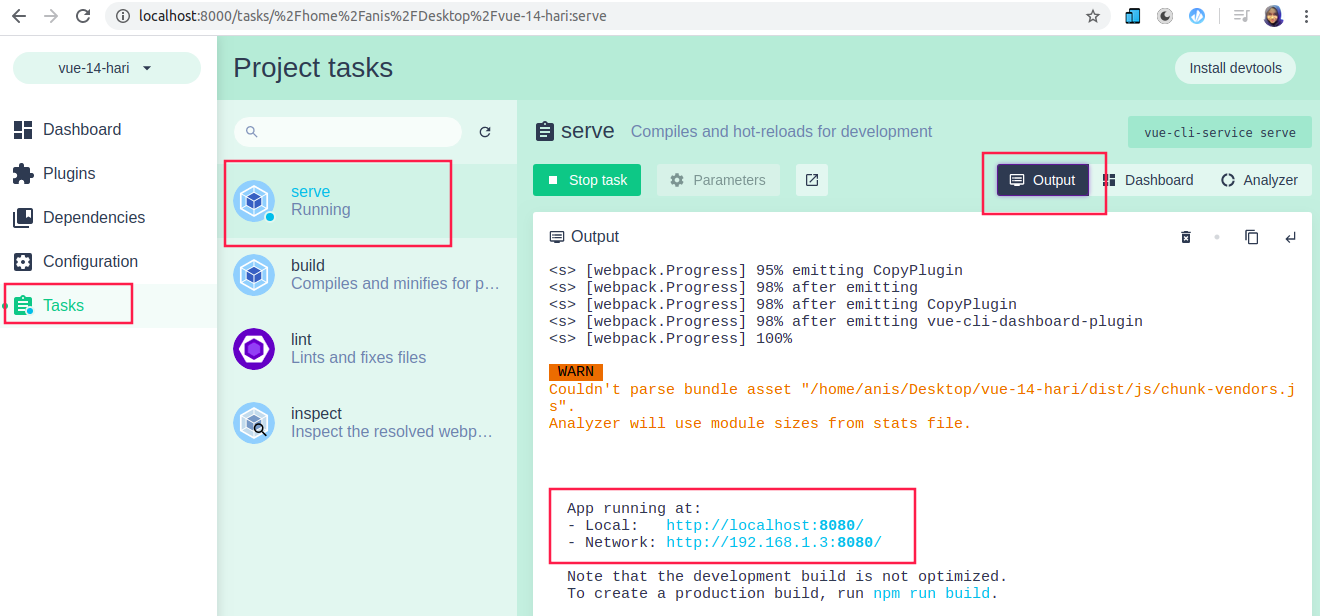 localhost:8000/tasks/%2Fhome%2Fanis%2FDesktop%2Fvue-14-hari:serve
vue-14-hari
Dashboard
Plugins
Dependencies
Configuration
Tasks
Project tasks
Install devtools
serve
Running
build
Compiles and minifies for p…
lint
Lints and fixes files
inspect
Inspect the resolved webp…
serve Compiles and hot-reloads for development
vue-cli-service serve
Stop task
Parameters
Output
Dashboard
Analyzer
Output
<s> [webpack.Progress] 95% emitting CopyPlugin
<s> [webpack.Progress] 98% after emitting
<s> [webpack.Progress] 98% after emitting CopyPlugin
<s> [webpack.Progress] 98% after emitting vue-cli-dashboard-plugin
<s> [webpack.Progress] 100%
WARN
Couldn't parse bundle asset "/home/anis/Desktop/vue-14-hari/dist/js/chunk-vendors.j
s".
Analyzer will use module sizes from stats file.
App running at:
- Local: http://localhost:8080/
- Network: http://192.168.1.3:8080/
Note that the development build is not optimized.
To create a production build, run npm run build.